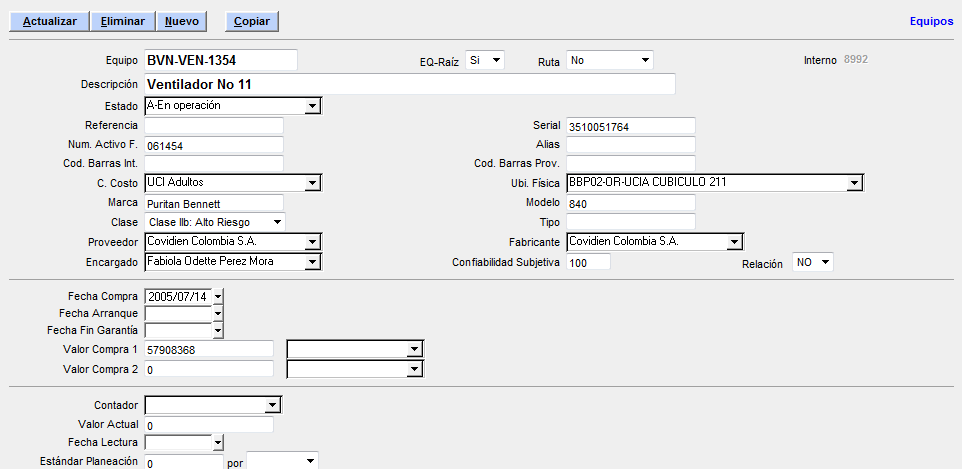 Actualizar Eliminar Nuevo Copiar Equipos
Equipo BVN-VEN-1354 EQ-Raíz Si Ruta No Interno 8992
Descripción Ventilador No 11
Estado A-En operación
Referencia Serial 3510051764
Num. Activo F. 061454 Alias
Cod. Barras Int. Cod. Barras Prov.
C. Costo UCI Adultos Ubi. Física BBP02-OR-UCIA CUBICULO 211
Marca Puritan Bennett Modelo 840
Clase Clase IIb: Alto Riesgo Tipo
Proveedor Covidien Colombia S.A. Fabricante Covidien Colombia S.A.
Encargado Fabiola Odette Perez Mora Confiabilidad Subjetiva 100 Relación NO
Fecha Compra 2005/07/14
Fecha Arranque
Fecha Fin Garantía
Valor Compra 1 57908368
Valor Compra 2 0
Contador
Valor Actual 0
Fecha Lectura
Estándar Planeación 0 por